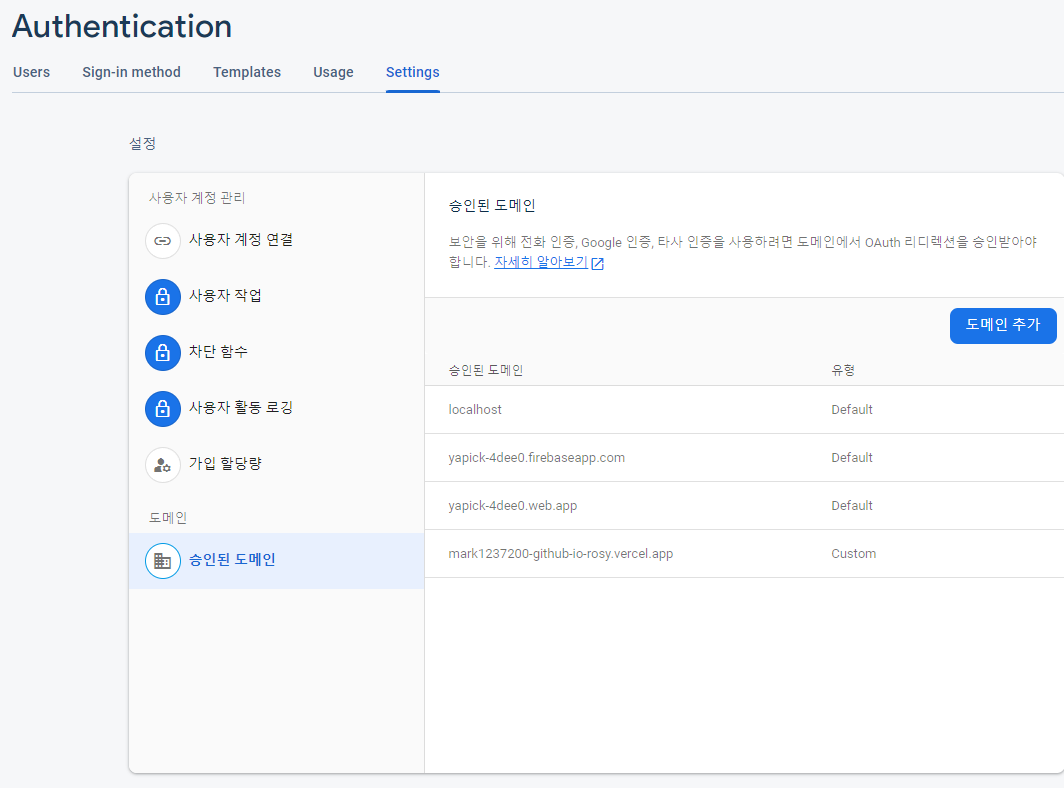 Authentication
Users Sign-in method Templates Usage Settings
설정
사용자 계정 관리
사용자 계정 연결
사용자 작업
차단 함수
사용자 활동 로깅
가입 할당량
도메인
승인된 도메인
승인된 도메인
보안을 위해 전화 인증, Google 인증, 타사 인증을 사용하려면 도메인에서 OAuth 리디렉션을 승인받아야
합니다. 자세히 알아보기
도메인 추가
승인된 도메인 유형
localhost Default
yapick-4dee0.firebaseapp.com Default
yapick-4dee0.web.app Default
mark1237200-github-io-rosy.vercel.app Custom